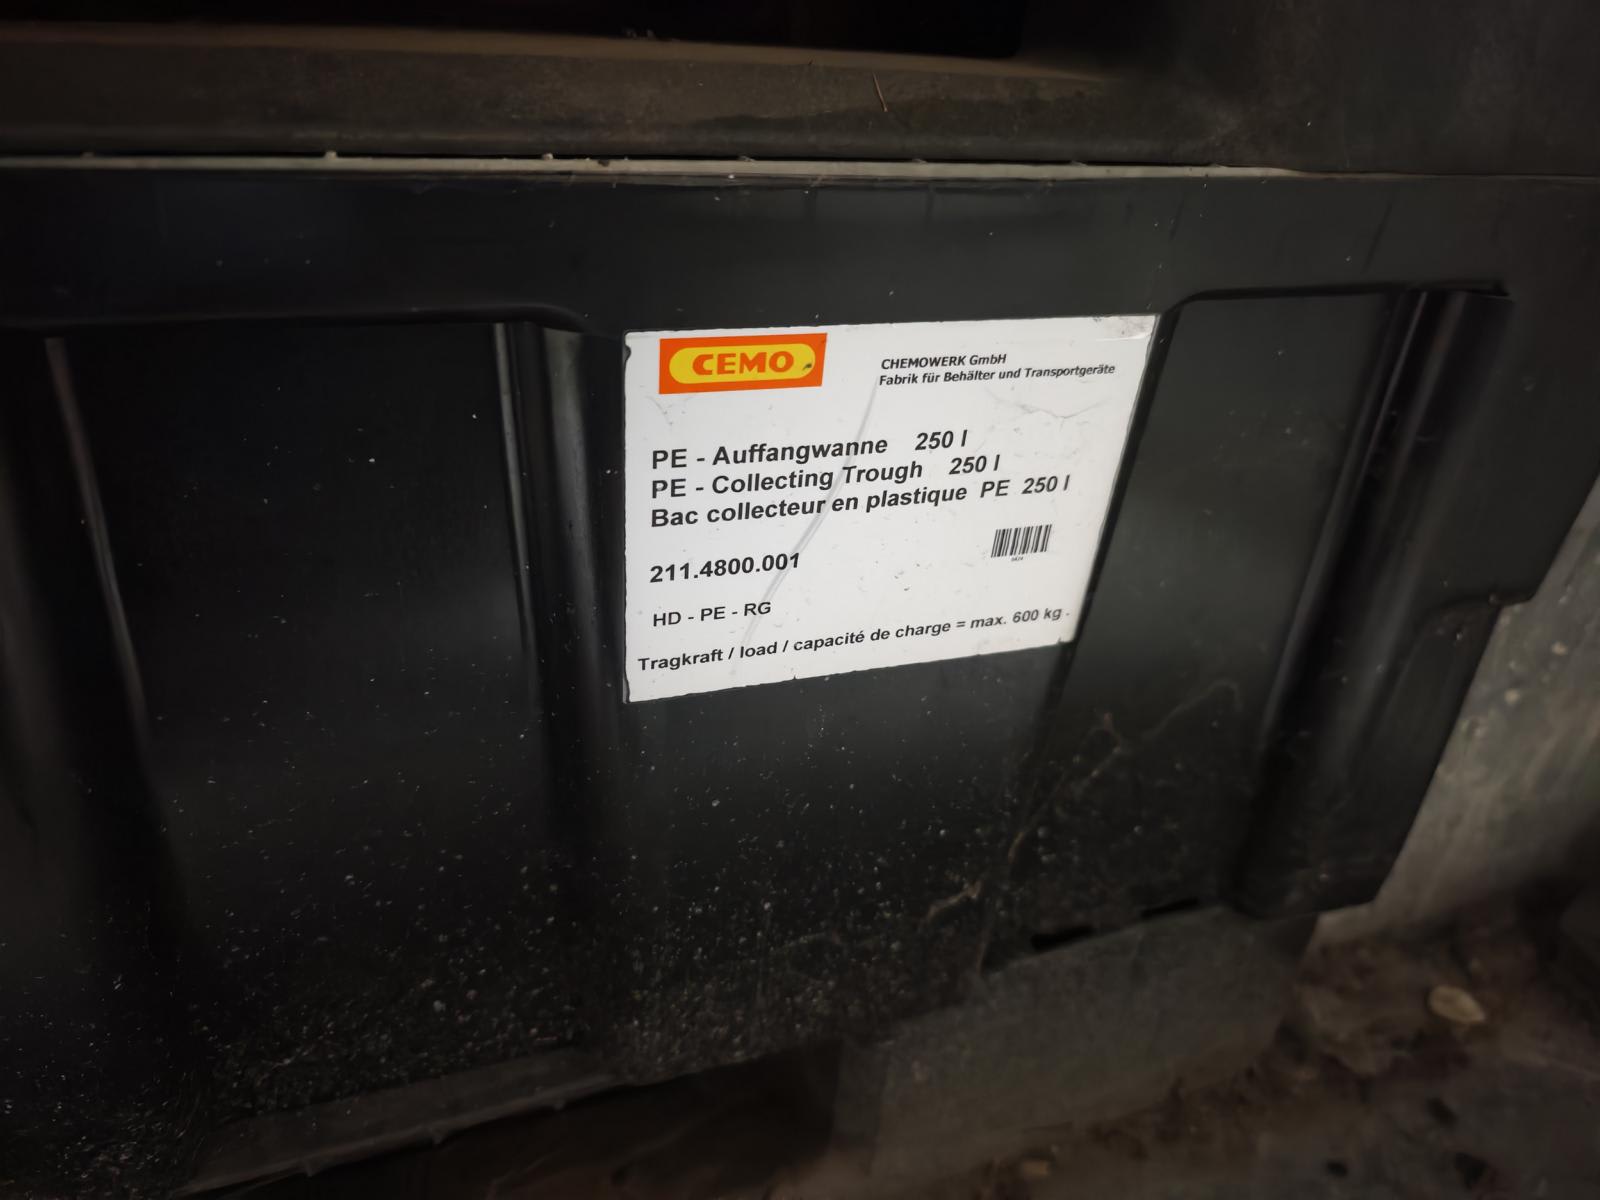 CEMO
CHEMOWERK GmbH
Fabrik für Behälter und Transportgeräte
PE - Auffangwanne 250 l
PE - Collecting Trough 250 l
Bac collecteur en plastique PE 250 l
211.4800.001
HD - PE - RG
Tragkraft / load / capacité de charge = max. 600 kg .